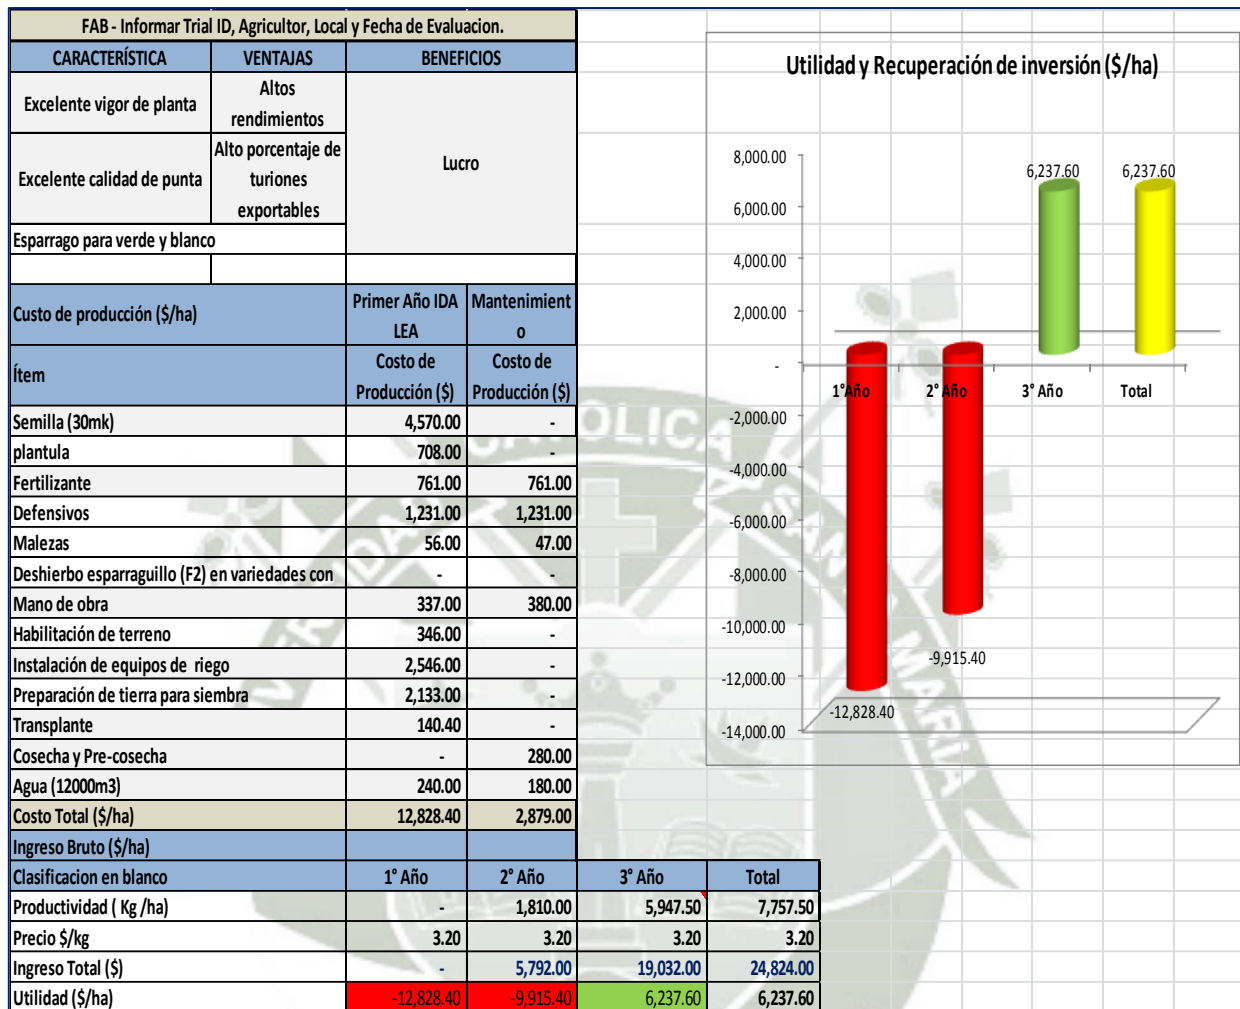 FAB - Informar Trial ID, Agricultor, Local y Fecha de Evaluacion.
CARACTERÍSTICA VENTAJAS BENEFICIOS
Excelente vigor de planta
Altos
rendimientos
Excelente calidad de punta
Alto porcentaje de
turiones
exportables
Lucro
Esparrago para verde y blanco
Custo de producción ($/ha)
Primer Año IDA
LEA
Mantenimient
o
Ítem
Costo de
Producción ($)
Costo de
Producción ($)
Semilla (30mk) 4,570.00 -
plantula 708.00 -
Fertilizante 761.00 761.00
Defensivos 1,231.00 1,231.00
Malezas 56.00 47.00
Deshierbo esparraguillo (F2) en variedades con - -
Mano de obra 337.00 380.00
Habilitación de terreno 346.00 -
Instalación de equipos de riego 2,546.00 -
Preparación de tierra para siembra 2,133.00 -
Transplante 140.40 -
Cosecha y Pre-cosecha - 280.00
Agua (12000m3) 240.00 180.00
Costo Total ($/ha) 12,828.40 2,879.00
Ingreso Bruto ($/ha)
Clasificacion en blanco 1° Año 2° Año 3° Año Total
Productividad ( Kg /ha) - 1,810.00 5,947.50 7,757.50
Precio $/kg 3.20 3.20 3.20 3.20
Ingreso Total ($) - 5,792.00 19,032.00 24,824.00
Utilidad ($/ha) -12,828.40 -9,915.40 6,237.60 6,237.60
Utilidad y Recuperación de inversión ($/ha)
8,000.00
6,000.00
4,000.00
2,000.00
-
-2,000.00
-4,000.00
-6,000.00
-8,000.00
-10,000.00
-12,000.00
-14,000.00
6,237.60 6,237.60
1°Año 2° Año 3° Año Total
-9,915.40
-12,828.40
CATOLICA
SANTA MARIA